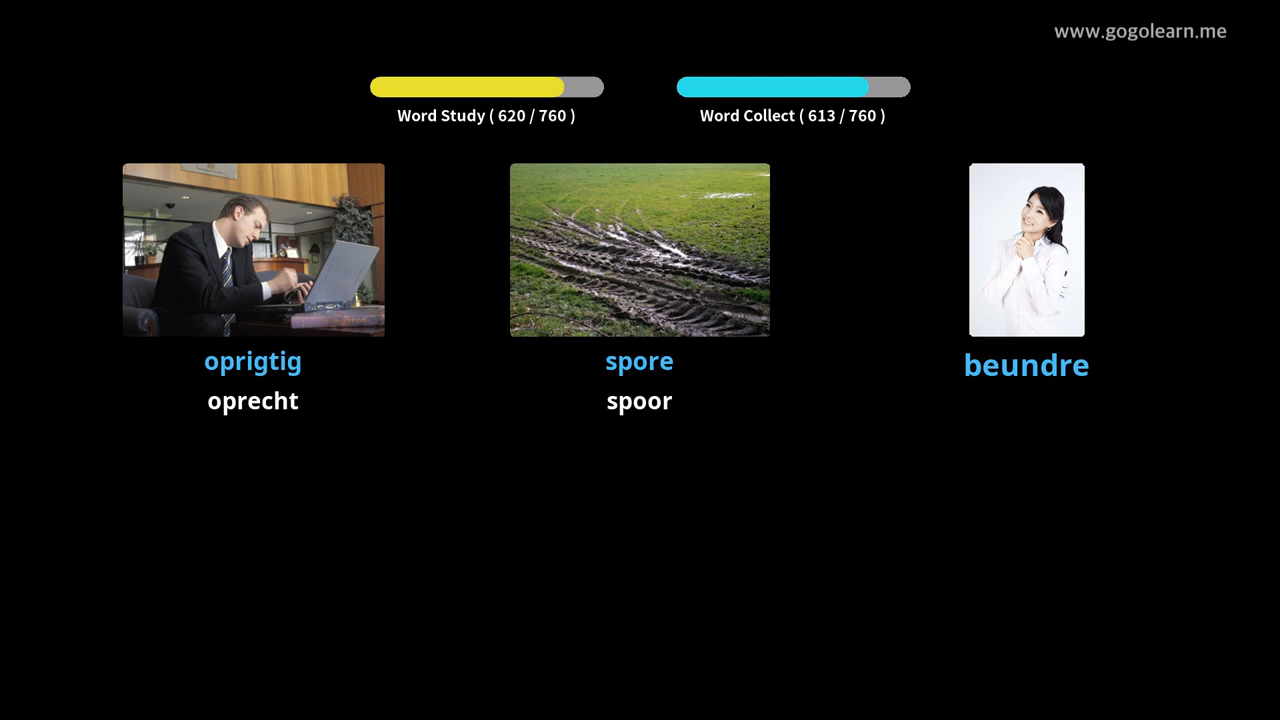 www.gogolearn.me
Word Study ( 620 / 760 )
Word Collect ( 613 / 760 )
oprigtig
spore
beundre
oprecht
spoor